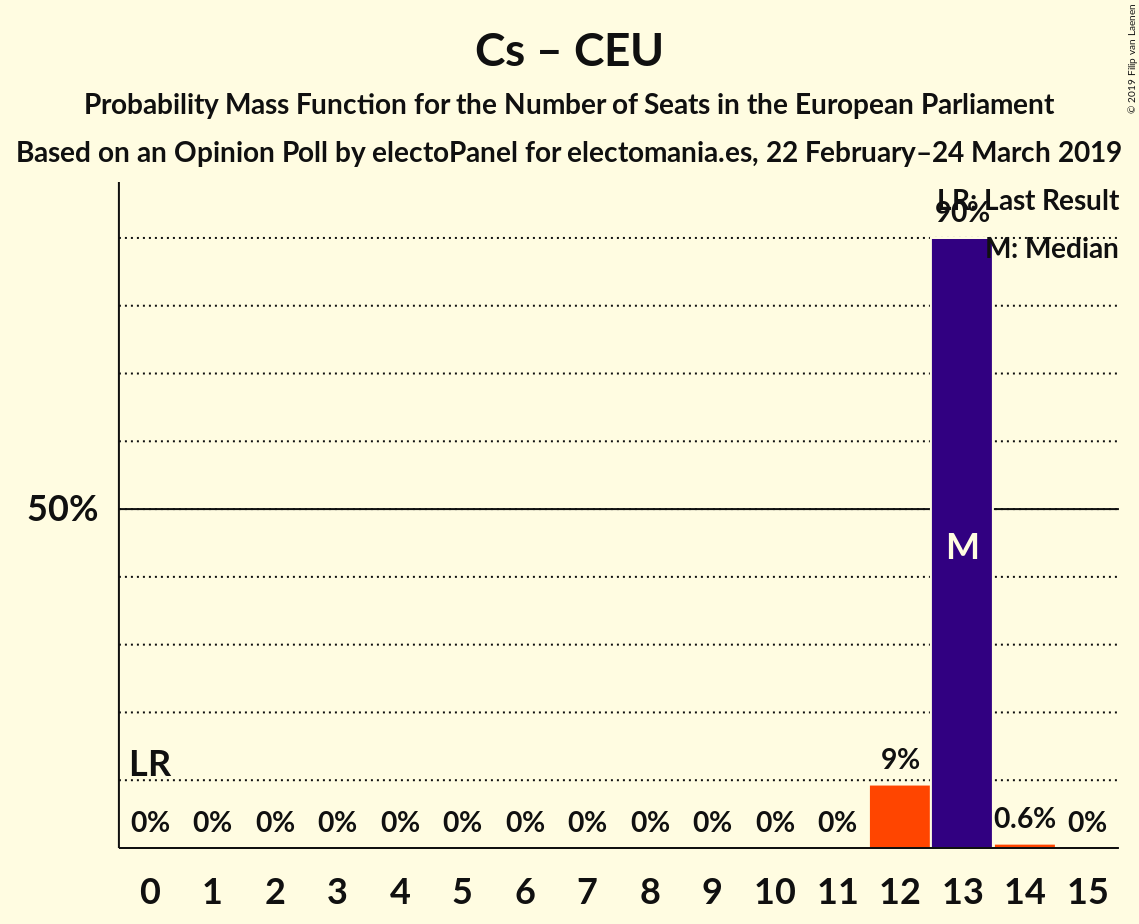 Cs – CEU
Probability Mass Function for the Number of Seats in the European Parliament
Based on an Opinion Poll by electoPanel for electomania.es, 22 February–24 March 2019
© 2019 Filip van Laenen
LR: Last Result
90%
M: Median
50%
M
LR
9%
0% 0% 0% 0% 0% 0% 0% 0% 0% 0% 0% 0% 0.6% 0%
0 1 2 3 4 5 6 7 8 9 10 11 12 13 14 15